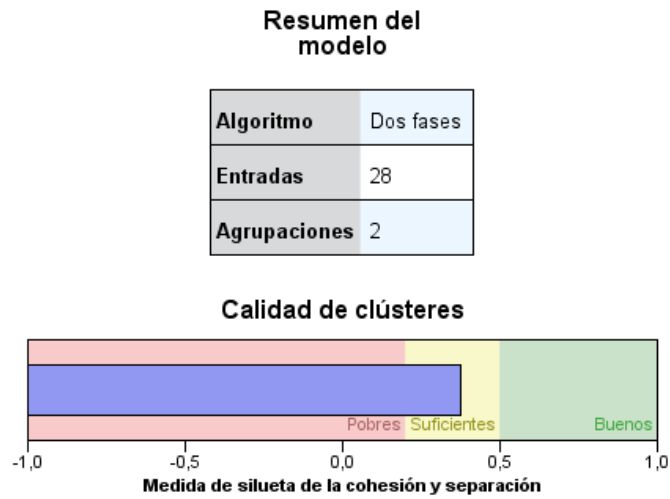 Resumen del
modelo
Algoritmo Dos fases
Entradas 28
Agrupaciones 2
Calidad de clústeres
Pobres Suficientes Buenos
-1,0 -0,5 0,0 0,5 1,0
Medida de silueta de la cohesión y separación